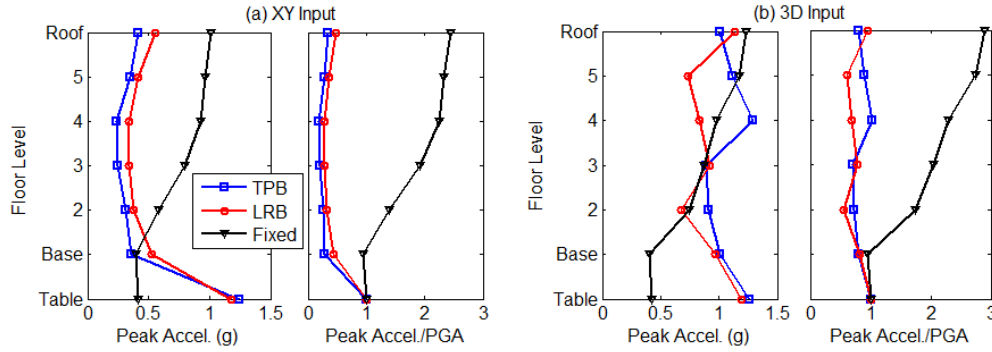 (a) XY Input
(b) 3D Input
Floor Level
Roof
5
4
3
2
Base
Table
TPB
LRB
Fixed
0 0.5 1 1.5
Peak Accel. (g)
0 1 2 3
Peak Accel./PGA
Floor Level
Roof
5
4
3
2
Base
Table
0 0.5 1 1.5
Peak Accel. (g)
0 1 2 3
Peak Accel./PGA